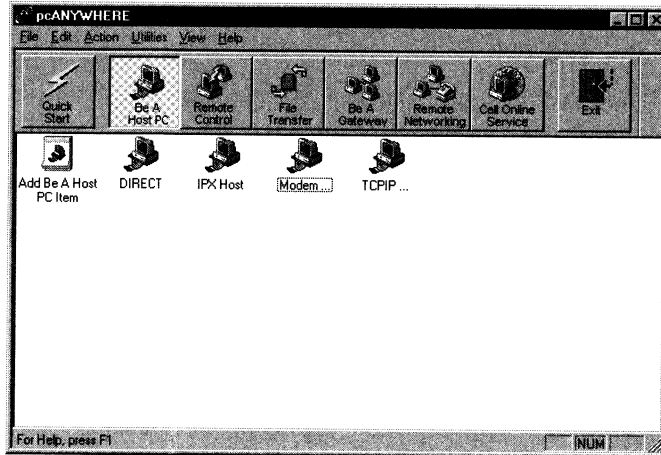 pcANYWHERE
File Edit Action Utilities View Help
Quick Start
Be A Host PC
Remote Control
File Transfer
Be A Gateway
Remote Networking
Call Online Service
Exit
Add Be A Host PC Item
DIRECT
IPX Host
Modem ...
TCPIP ...
For Help, press F1
NUM